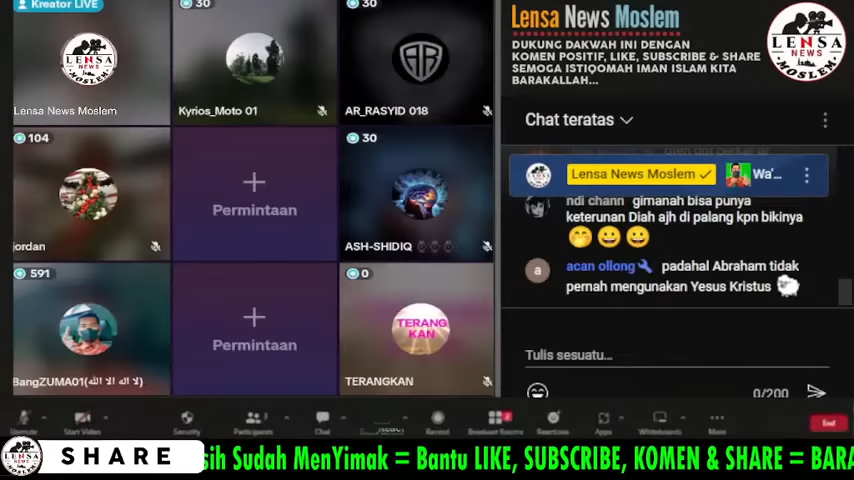 Kreator LIVE
30
30
Lensa News Moslem
Kyrios_Moto 01
AR_RASYID 018
104
30
Permintaan
jordan
ASH-SHIDIQ
591
0
Permintaan
TERANG
KAN
BangZUMA01(لا اله الا الله)
TERANGKAN
Lensa News Moslem
DUKUNG DAKWAH INI DENGAN
KOMEN POSITIF, LIKE, SUBSCRIBE & SHARE
SEMOGA ISTIQOMAH IMAN ISLAM KITA
BARAKALLAH...
LENSA
NEWS
MOSLEM
Chat teratas
Lensa News Moslem Wa'...
ndi chann gimanah bisa punya
keterunan Diah ajh di palang kpn bikinya
acan ollong padahal Abraham tidak
pernah mengunakan Yesus Kristus
Tulis sesuatu...
0/200
Unmute Start Video Security Participants Chat Record Breakout Rooms Reactions Apps Whiteboards More End
SHARE
sih Sudah MenYimak = Bantu LIKE, SUBSCRIBE, KOMEN & SHARE = BARA